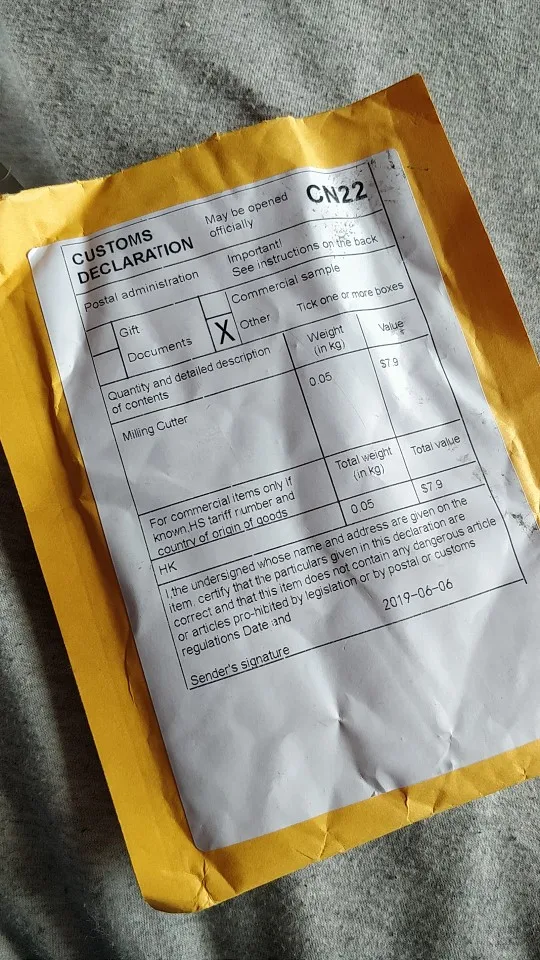 CUSTOMS
DECLARATION
May be opened
officially
CN22
Postal administration
Important!
See instructions on the back
Gift
Commercial sample
Documents
X
Other
Tick one or more boxes
Quantity and detailed description
of contents
Weight
(in kg)
Value
Milling Cutter
0.05
$7.9
For commercial items only if
known.HS tariff number and
country of origin of goods
Total weight
(in kg)
Total value
HK
0.05
$7.9
I,the undersigned whose name and address are given on the
item, certify that the particulars given in this declaration are
correct and that this item does not contain any dangerous article
or articles pro-hibited by legislation or by postal or customs
regulations Date and
2019-06-06
Sender's signature